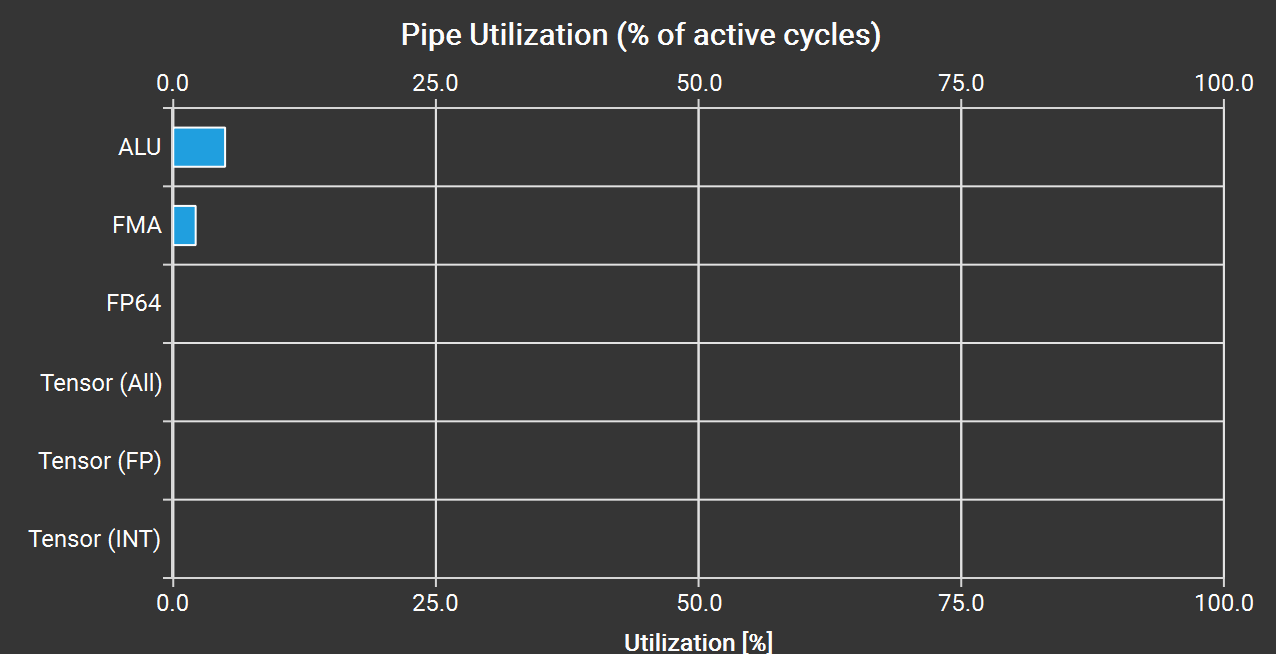 Pipe Utilization (% of active cycles)
0.0 25.0 50.0 75.0 100.0
ALU
FMA
FP64
Tensor (All)
Tensor (FP)
Tensor (INT)
0.0 25.0 50.0 75.0 100.0
Utilization [%]